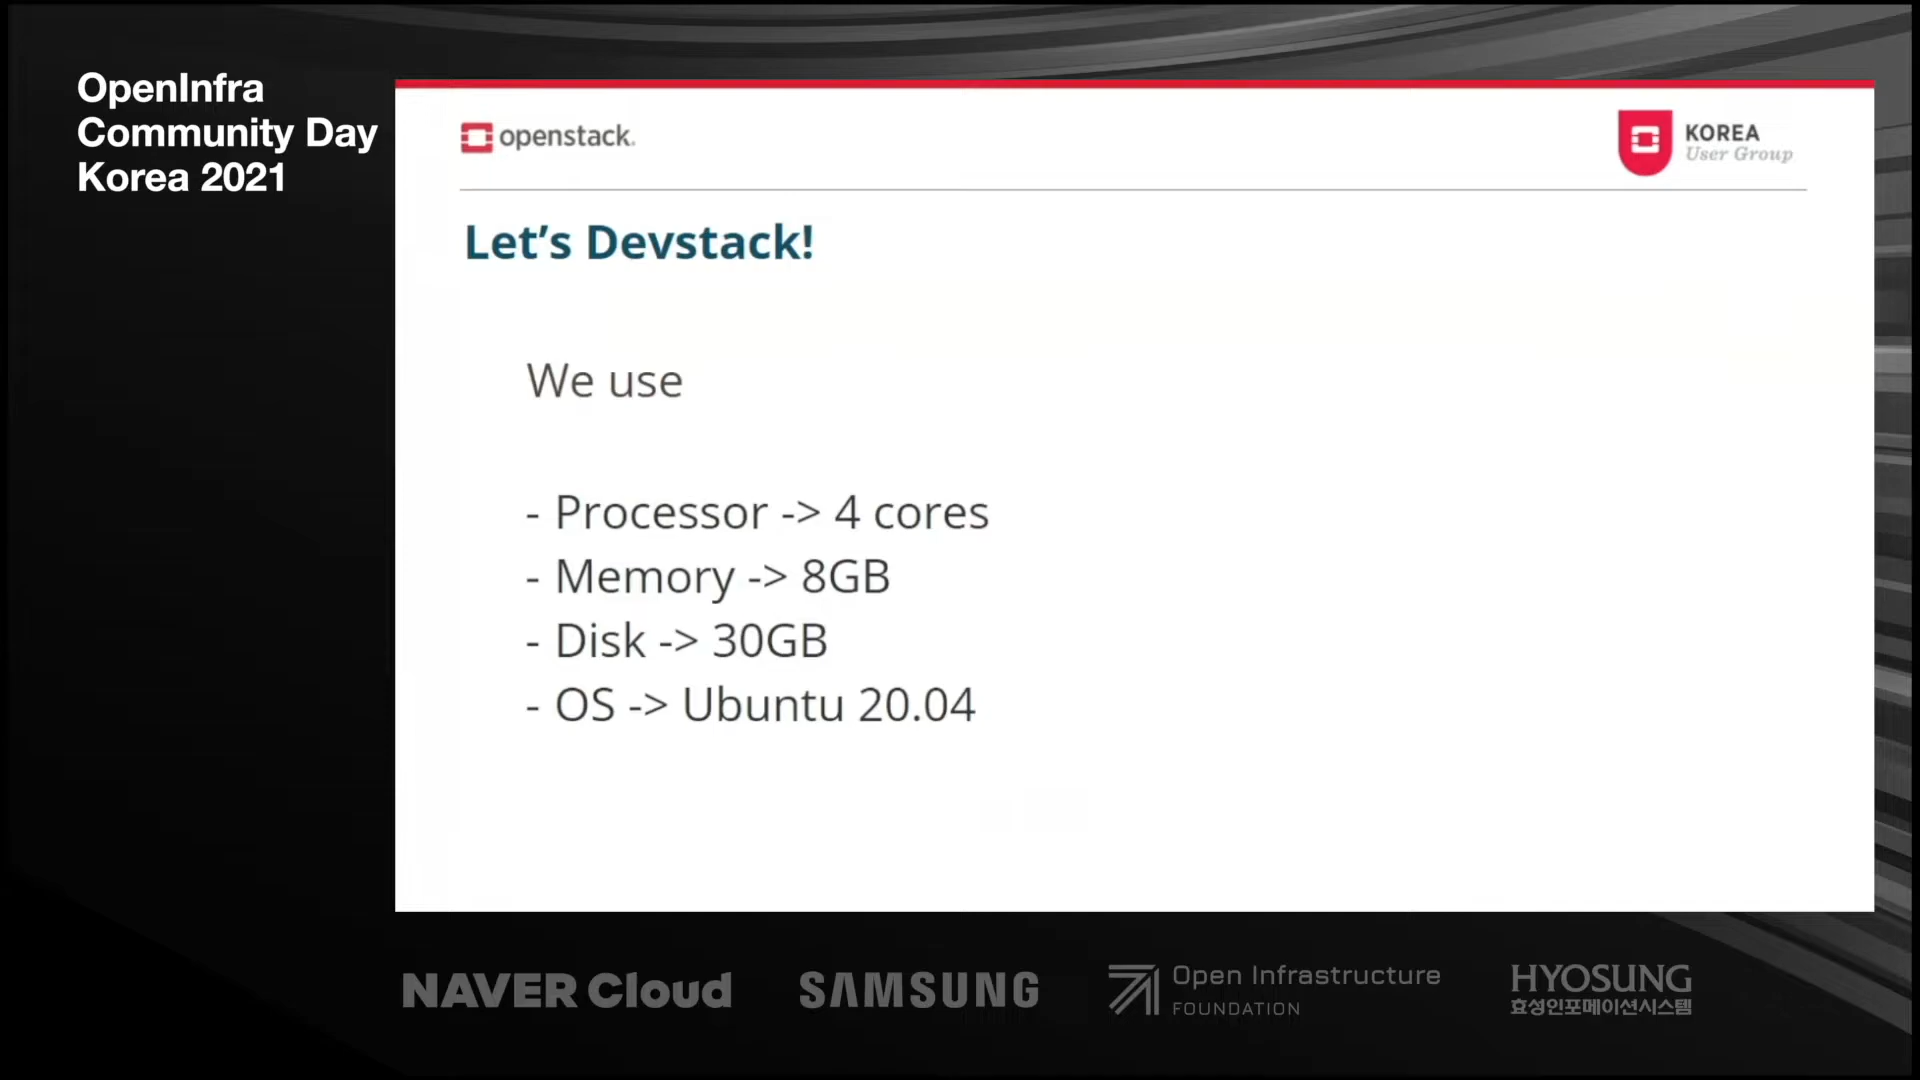 OpenInfra
Community Day
Korea 2021
openstack.
KOREA
User Group
Let’s Devstack!
We use
- Processor -> 4 cores
- Memory -> 8GB
- Disk -> 30GB
- OS -> Ubuntu 20.04
NAVER Cloud
SAMSUNG
Open Infrastructure
FOUNDATION
HYOSUNG
효성인포메이션시스템